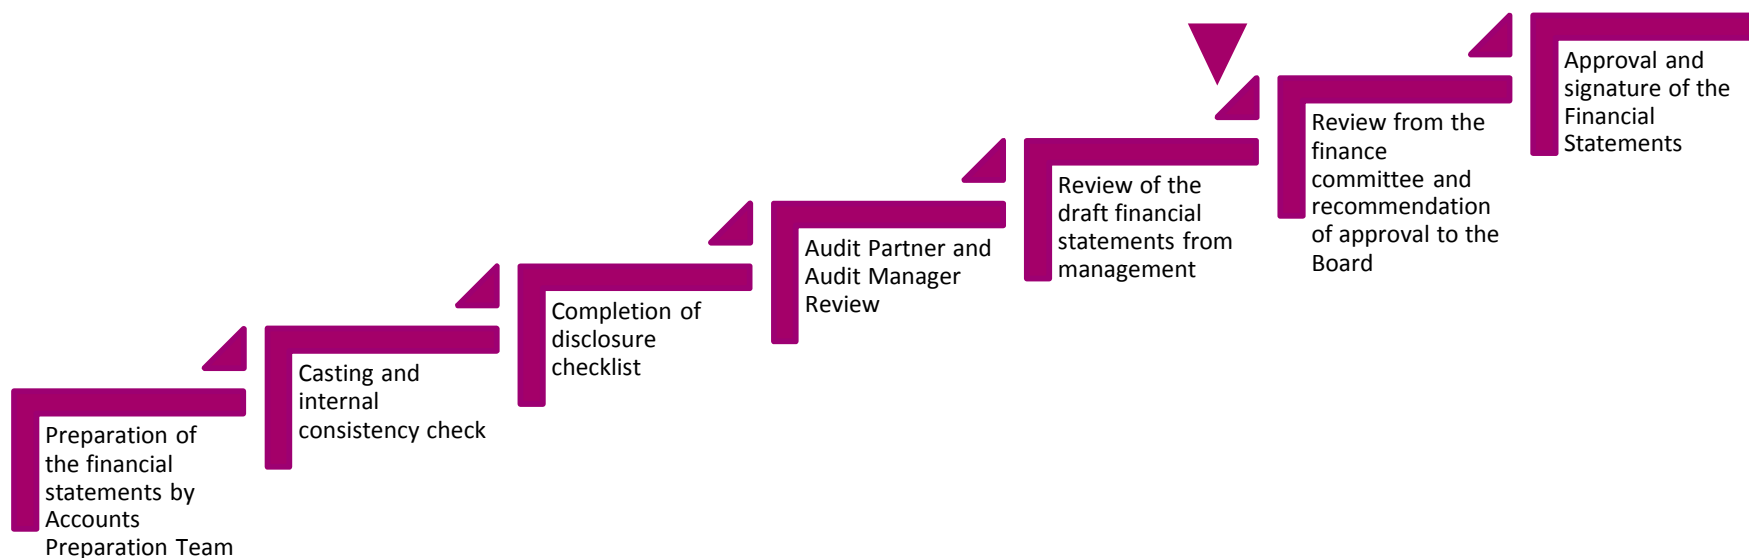 Preparation of
the financial
statements by
Accounts
Preparation Team
Casting and
internal
consistency check
Completion of
disclosure
checklist
Audit Partner and
Audit Manager
Review
Review of the
draft financial
statements from
management
Review from the
finance
committee and
recommendation
of approval to the
Board
Approval and
signature of the
Financial
Statements